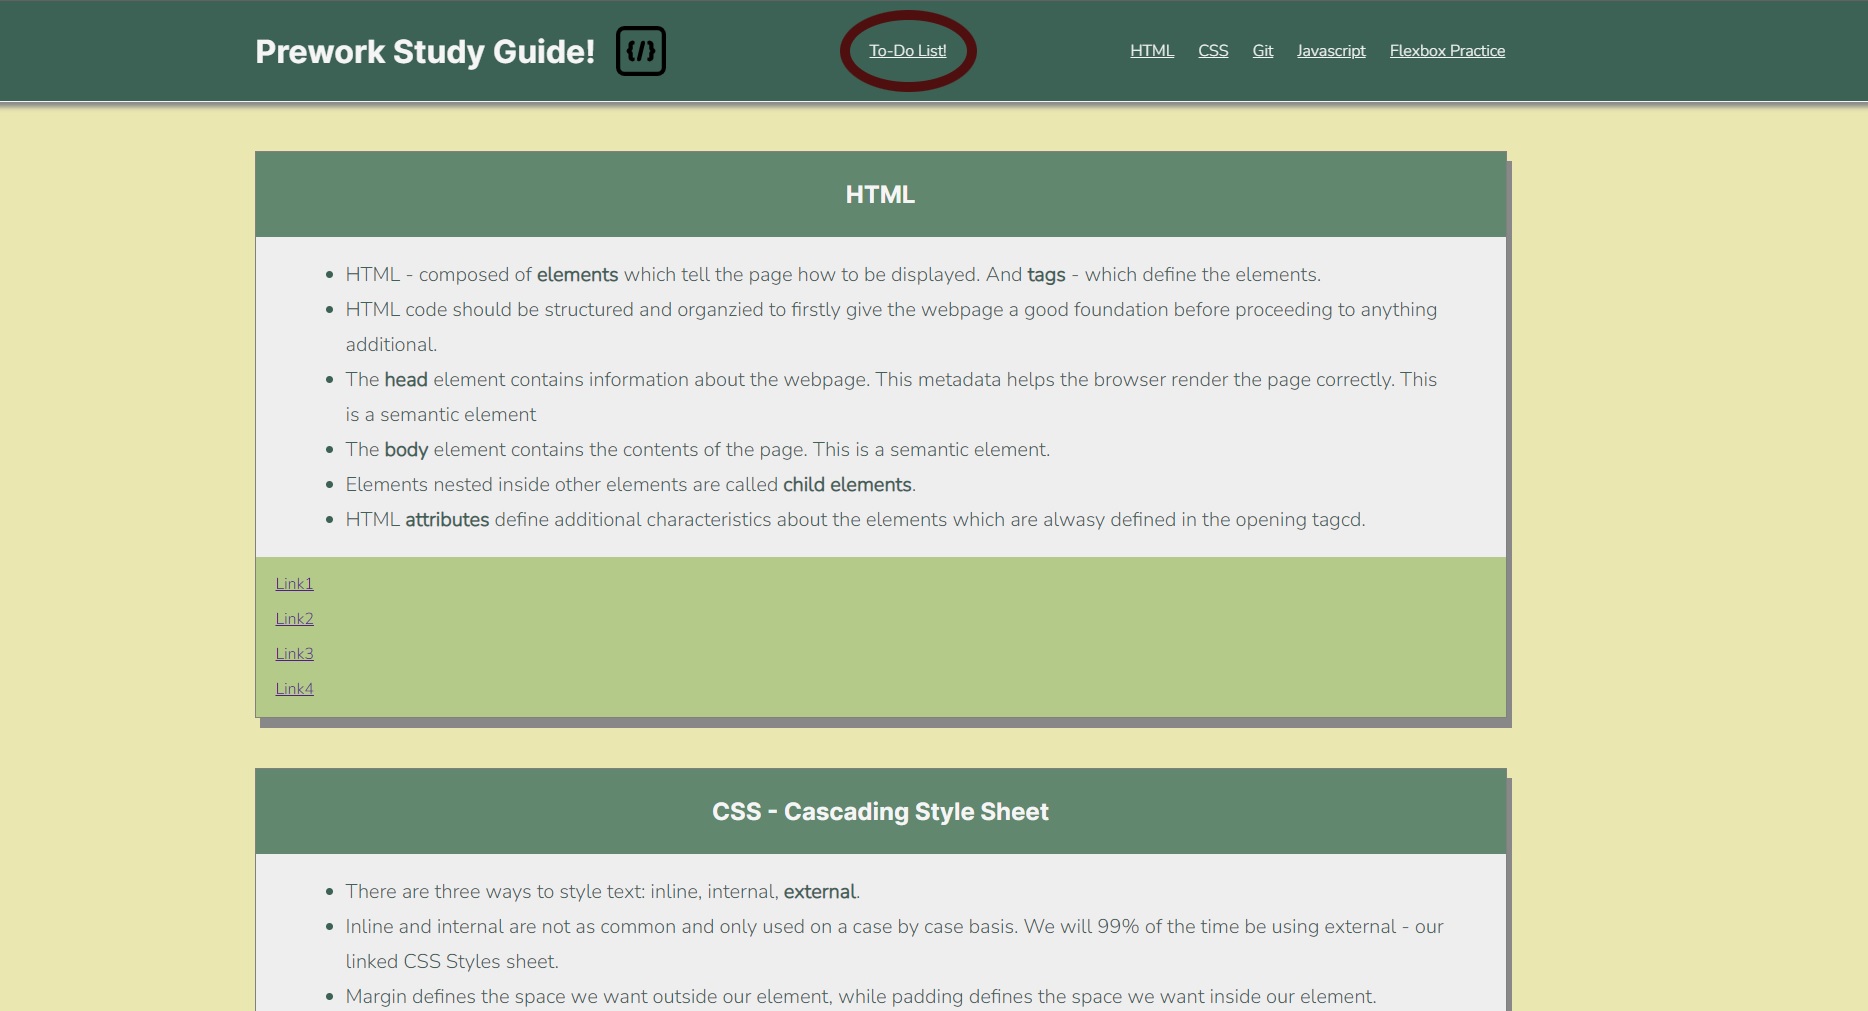 Prework Study Guide! {/} To-Do List! HTML CSS Git Javascript Flexbox Practice
HTML
HTML - composed of elements which tell the page how to be displayed. And tags - which define the elements.
HTML code should be structured and organzied to firstly give the webpage a good foundation before proceeding to anything
additional.
The head element contains information about the webpage. This metadata helps the browser render the page correctly. This
is a semantic element
The body element contains the contents of the page. This is a semantic element.
Elements nested inside other elements are called child elements.
HTML attributes define additional characteristics about the elements which are alwasy defined in the opening tagcd.
Link1
Link2
Link3
Link4
CSS - Cascading Style Sheet
There are three ways to style text: inline, internal, external.
Inline and internal are not as common and only used on a case by case basis. We will 99% of the time be using external - our
linked CSS Styles sheet.
Margin defines the space we want outside our element, while padding defines the space we want inside our element.